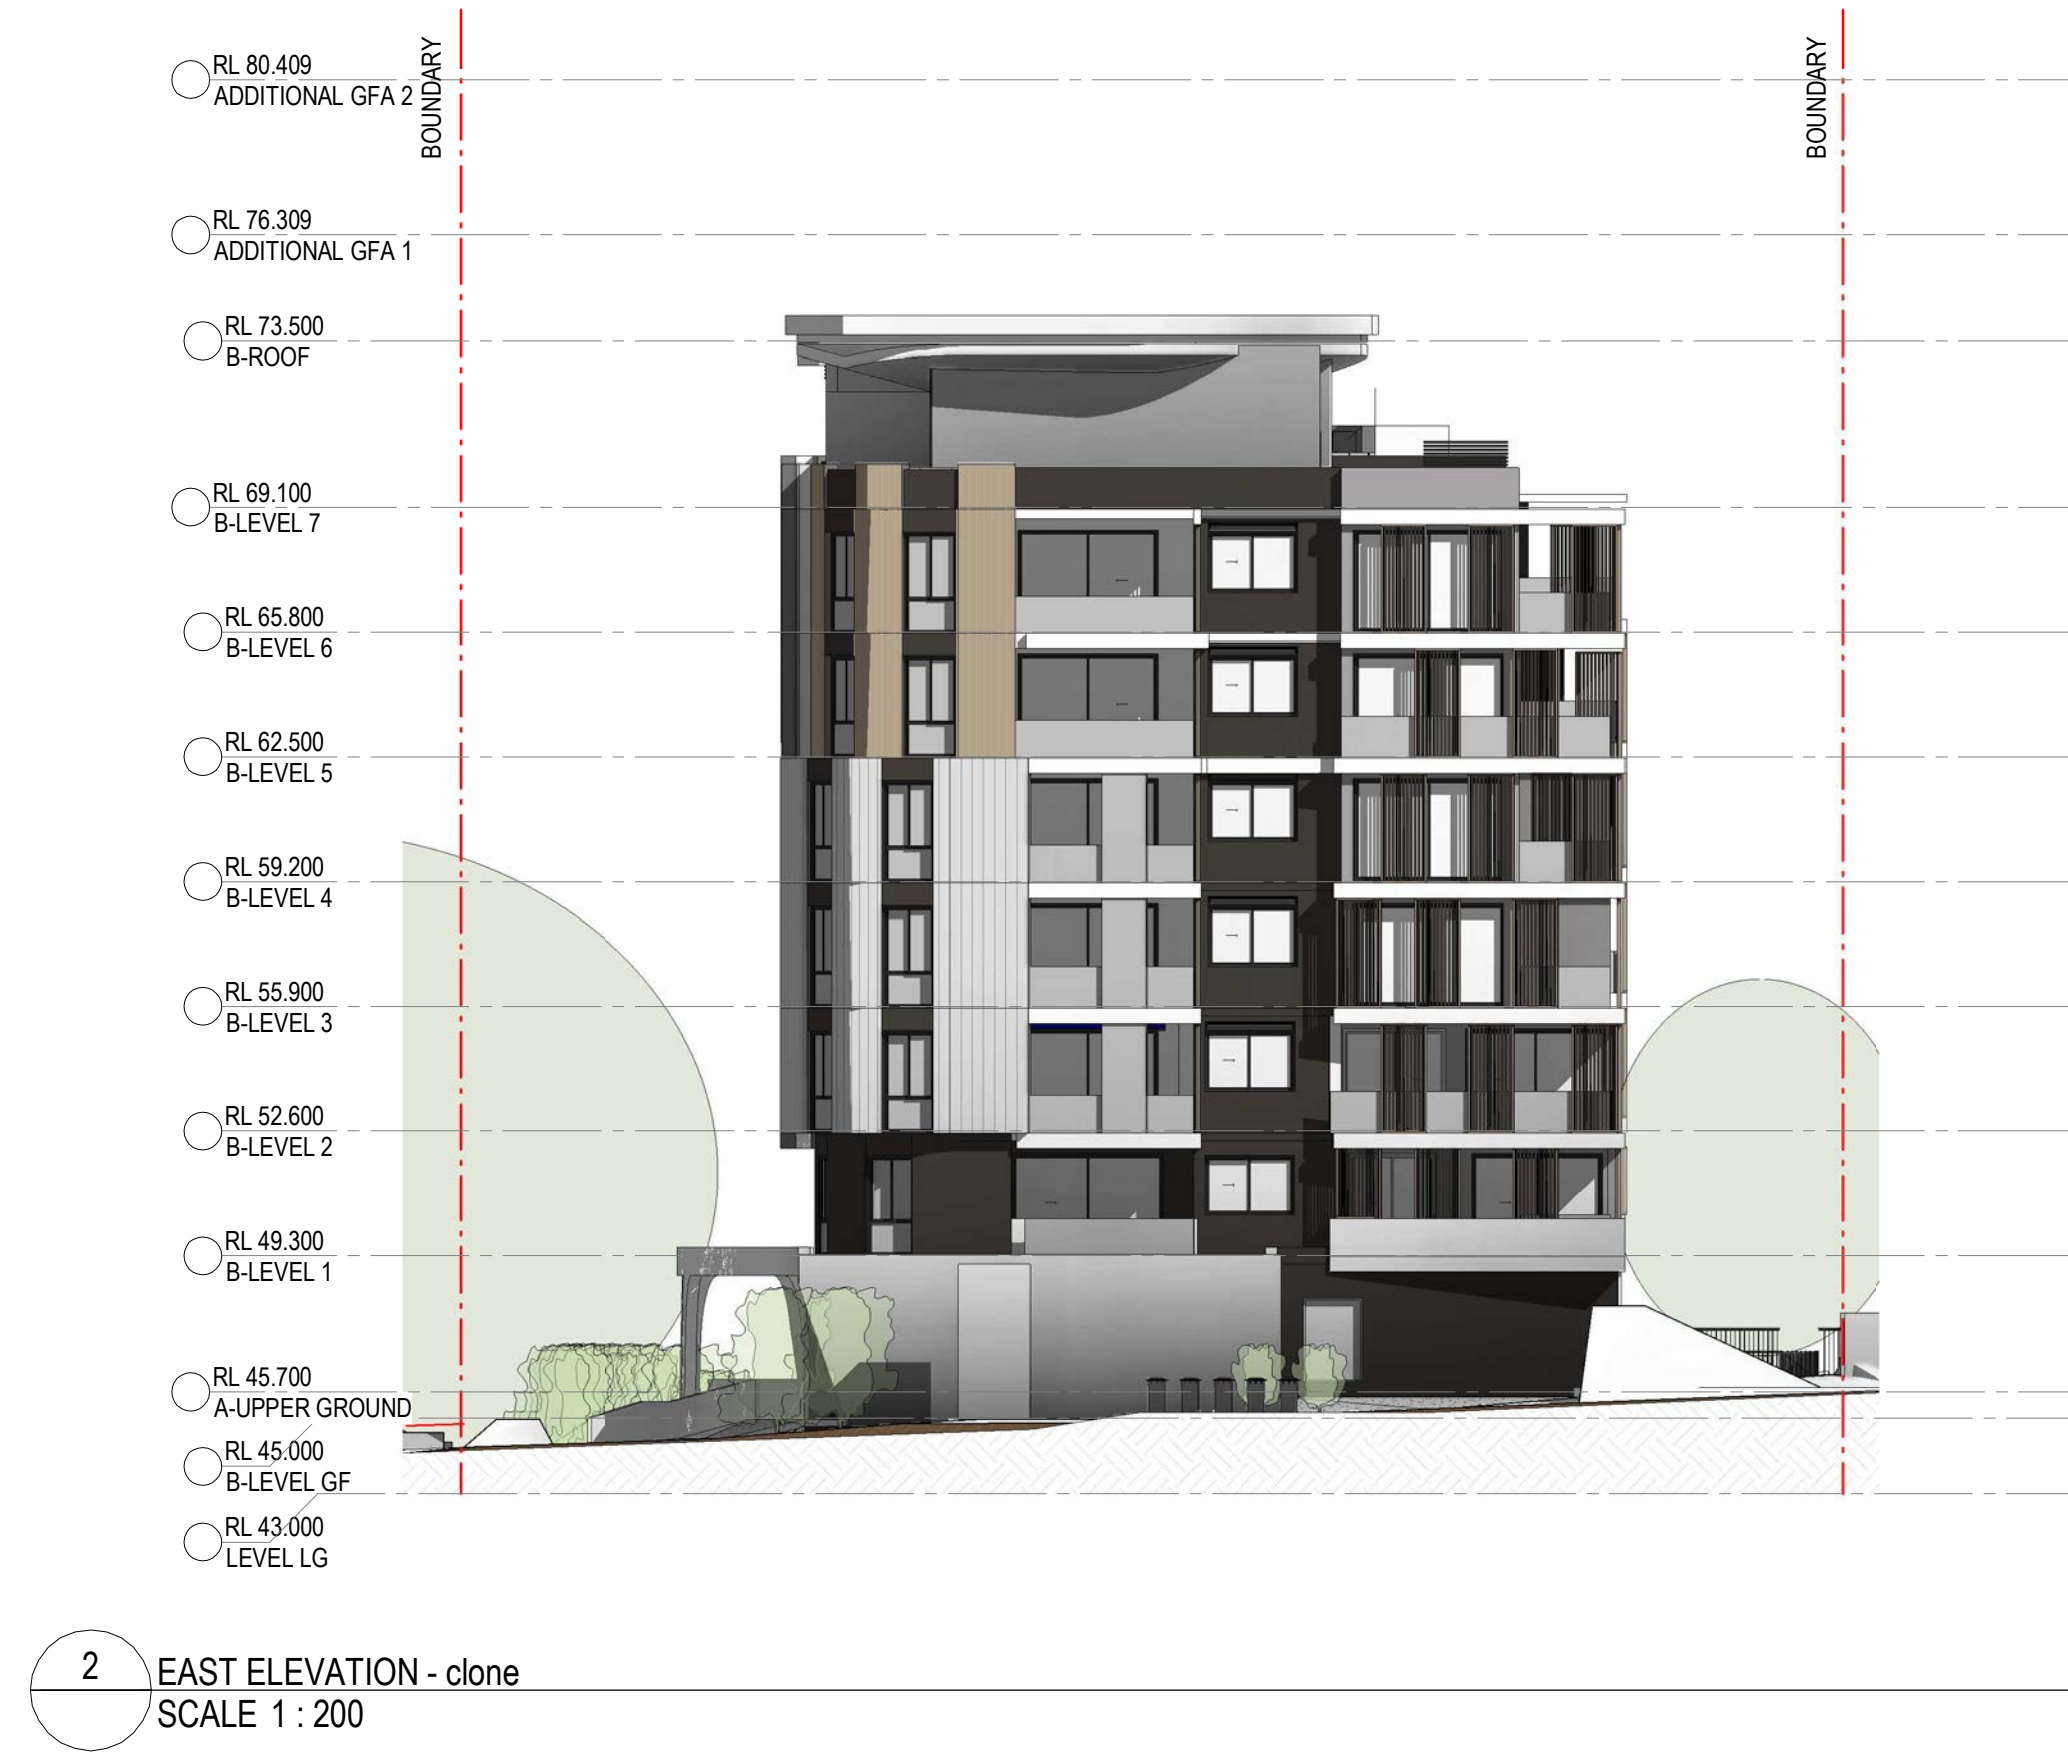 BOUNDARY
BOUNDARY
RL 80.409
ADDITIONAL GFA 2
RL 76.309
ADDITIONAL GFA 1
RL 73.500
B-ROOF
RL 69.100
B-LEVEL 7
RL 65.800
B-LEVEL 6
RL 62.500
B-LEVEL 5
RL 59.200
B-LEVEL 4
RL 55.900
B-LEVEL 3
RL 52.600
B-LEVEL 2
RL 49.300
B-LEVEL 1
RL 45.700
A-UPPER GROUND
RL 45.000
B-LEVEL GF
RL 43.000
LEVEL LG
2
EAST ELEVATION - clone
SCALE 1 : 200